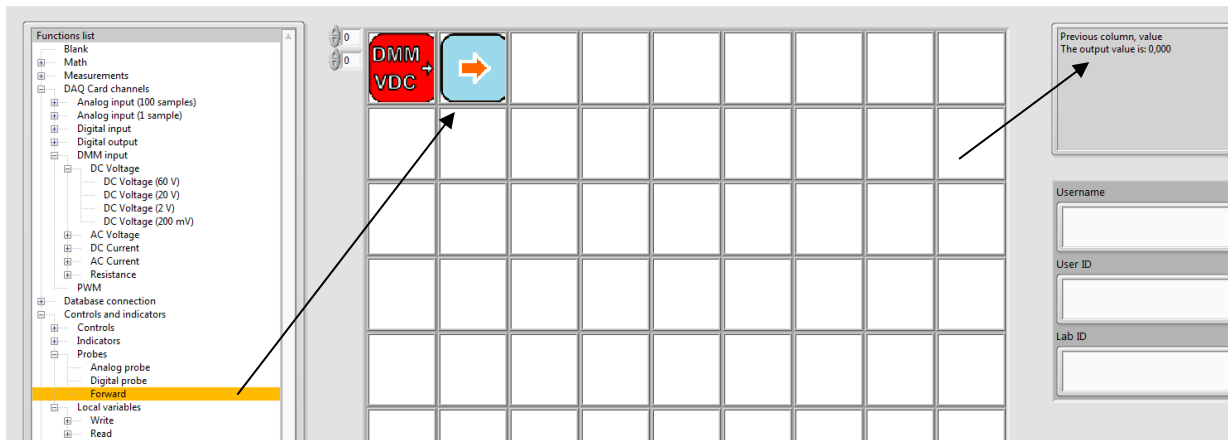 Functions list
Blank
Math
Measurements
DAQ Card channels
Analog input (100 samples)
Analog input (1 sample)
Digital input
Digital output
DMM input
DC Voltage
DC Voltage (60 V)
DC Voltage (20 V)
DC Voltage (2 V)
DC Voltage (200 mV)
AC Voltage
DC Current
AC Current
Resistance
PWM
Database connection
Controls and indicators
Controls
Indicators
Probes
Analog probe
Digital probe
Forward
Local variables
Write
Read
0
0
DMM
VDC
Previous column, value
The output value is: 0,000
Username
User ID
Lab ID